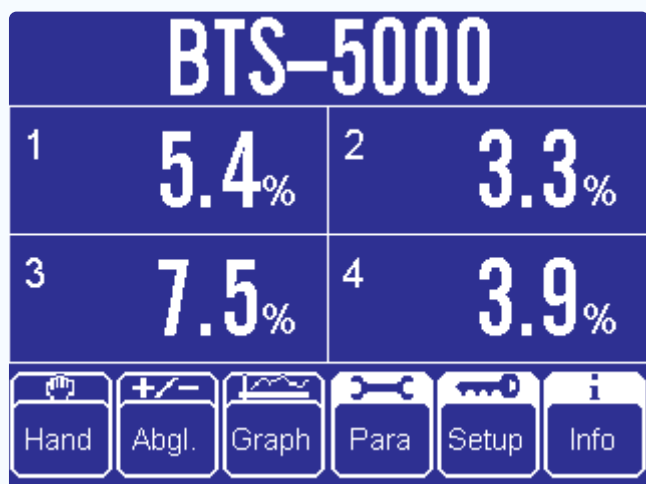 BTS–5000
1 5.4% 2 3.3%
3 7.5% 4 3.9%
+/− i
Hand Abgl. Graph Para Setup Info